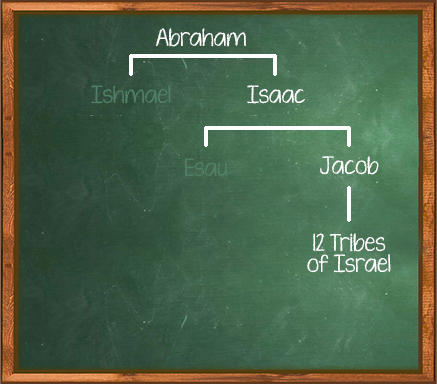 Abraham
Ishmael Isaac
Esau Jacob
12 Tribes
of Israel